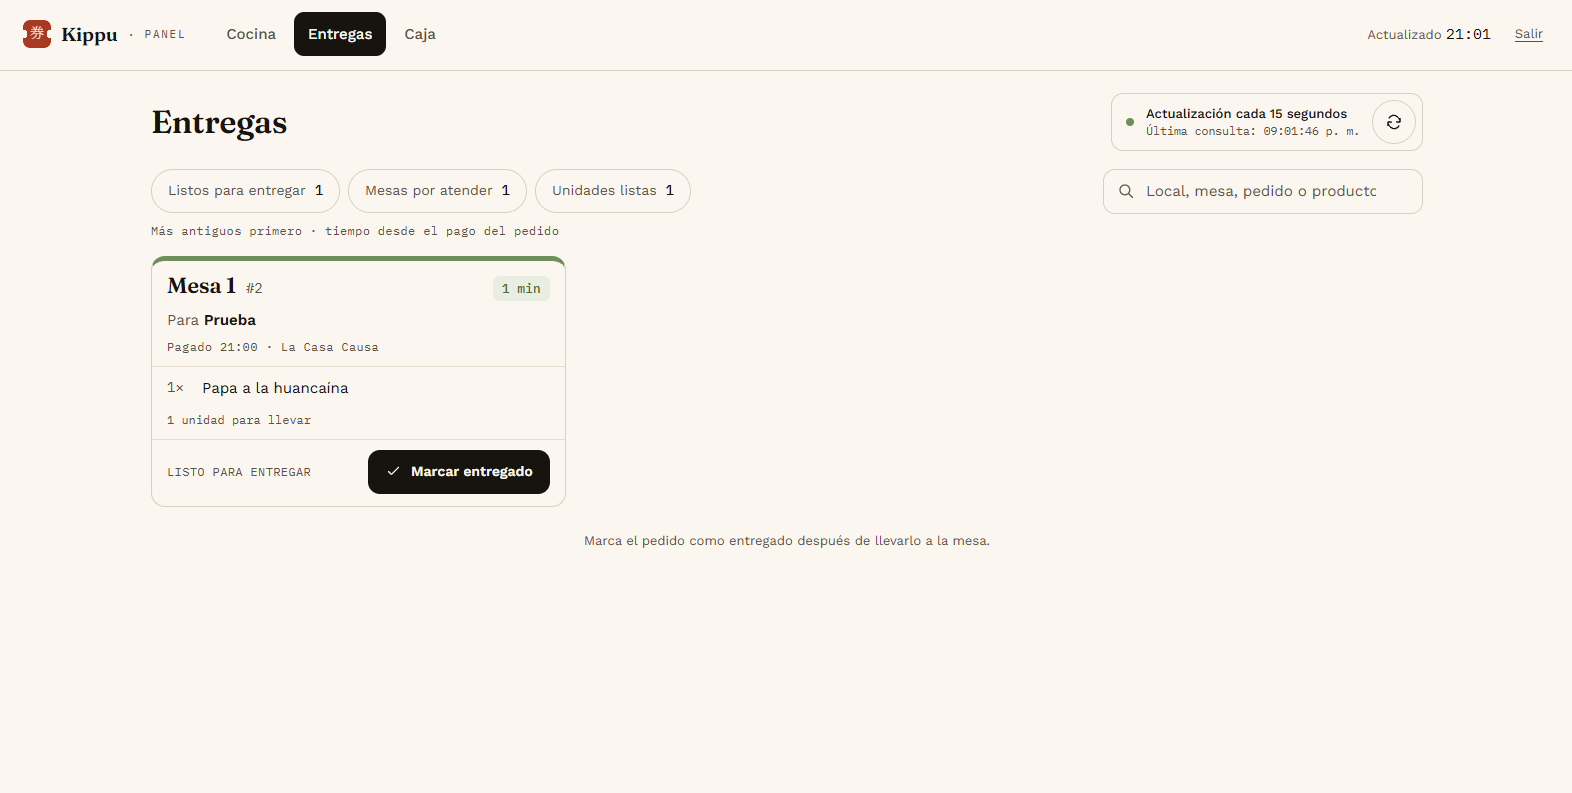 券 Kippu · PANEL Cocina Entregas Caja Actualizado 21:01 Salir
Entregas
Actualización cada 15 segundos
Última consulta: 09:01:46 p. m.
Listos para entregar 1 Mesas por atender 1 Unidades listas 1
Local, mesa, pedido o producto
Más antiguos primero · tiempo desde el pago del pedido
Mesa 1 #2 1 min
Para Prueba
Pagado 21:00 · La Casa Causa
1× Papa a la huancaína
1 unidad para llevar
LISTO PARA ENTREGAR Marcar entregado
Marca el pedido como entregado después de llevarlo a la mesa.